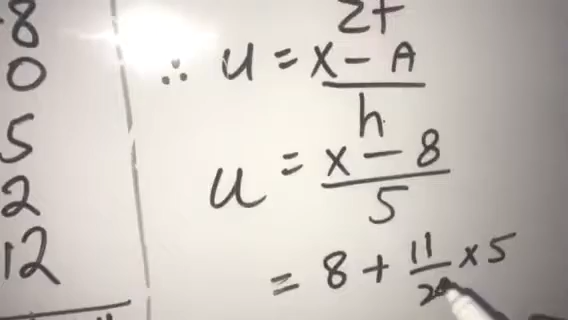 8
0
5
2
12
∴ u = x - A
h
u = x - 8
5
= 8 + 11 × 5